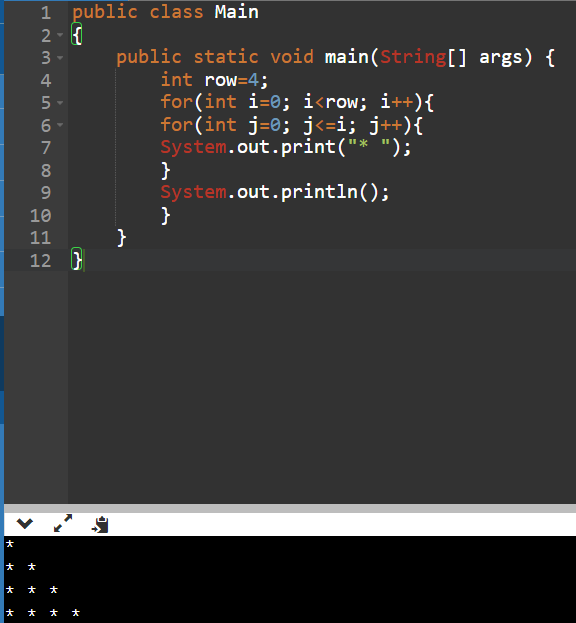 1 public class Main
2 {
3 public static void main(String[] args) {
4 int row=4;
5 for(int i=0; i<row; i++){
6 for(int j=0; j<=i; j++){
7 System.out.print("* ");
8 }
9 System.out.println();
10 }
11 }
12 }
*
* *
* * *
* * * *